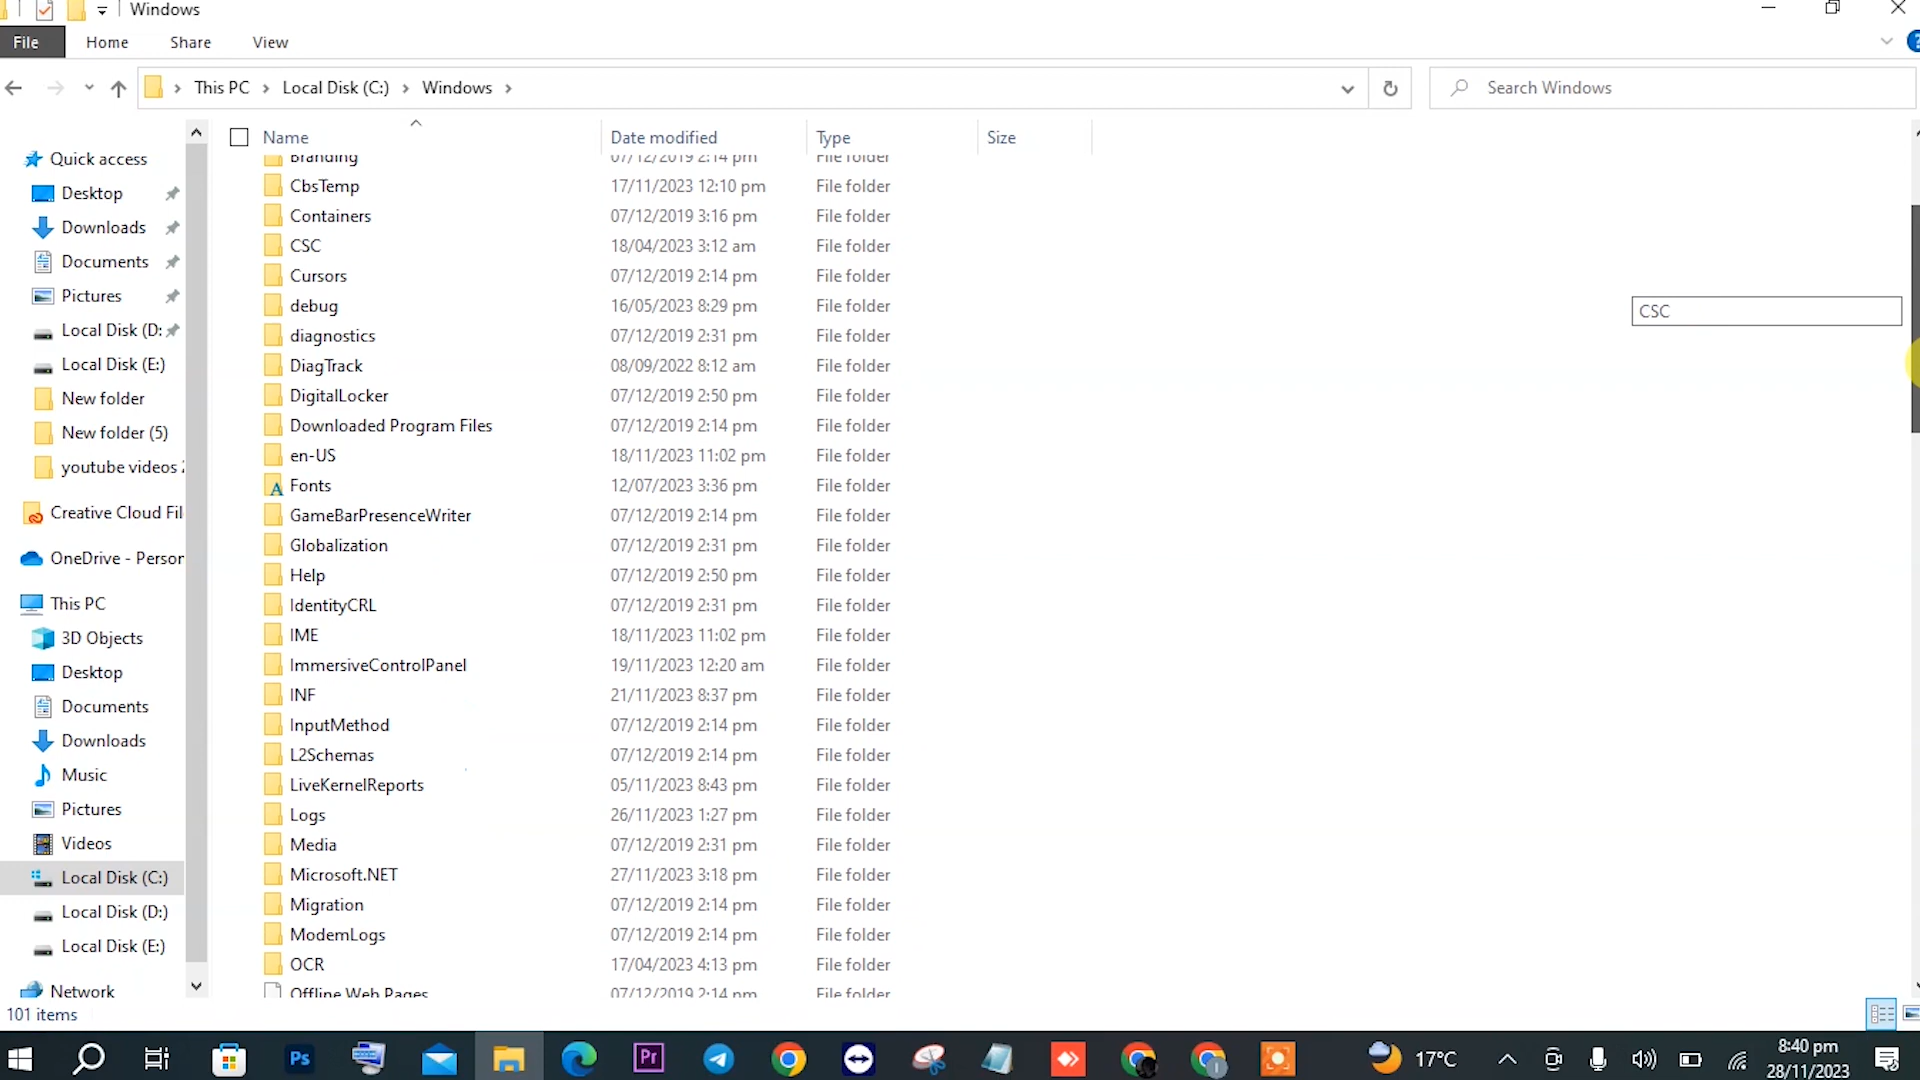 Windows
File Home Share View
This PC Local Disk (C:) Windows
Search Windows
Name Date modified Type Size
Branding 07/12/2019 2:14 pm File folder
CbsTemp 17/11/2023 12:10 pm File folder
Containers 07/12/2019 3:16 pm File folder
CSC 18/04/2023 3:12 am File folder
Cursors 07/12/2019 2:14 pm File folder
debug 16/05/2023 8:29 pm File folder
diagnostics 07/12/2019 2:31 pm File folder
DiagTrack 08/09/2022 8:12 am File folder
DigitalLocker 07/12/2019 2:50 pm File folder
Downloaded Program Files 07/12/2019 2:14 pm File folder
en-US 18/11/2023 11:02 pm File folder
Fonts 12/07/2023 3:36 pm File folder
GameBarPresenceWriter 07/12/2019 2:14 pm File folder
Globalization 07/12/2019 2:31 pm File folder
Help 07/12/2019 2:50 pm File folder
IdentityCRL 07/12/2019 2:31 pm File folder
IME 18/11/2023 11:02 pm File folder
ImmersiveControlPanel 19/11/2023 12:20 am File folder
INF 21/11/2023 8:37 pm File folder
InputMethod 07/12/2019 2:14 pm File folder
L2Schemas 07/12/2019 2:14 pm File folder
LiveKernelReports 05/11/2023 8:43 pm File folder
Logs 26/11/2023 1:27 pm File folder
Media 07/12/2019 2:31 pm File folder
Microsoft.NET 27/11/2023 3:18 pm File folder
Migration 07/12/2019 2:14 pm File folder
ModemLogs 07/12/2019 2:14 pm File folder
OCR 17/04/2023 4:13 pm File folder
Offline Web Pages 07/12/2019 2:14 pm File folder
CSC
Quick access
Desktop
Downloads
Documents
Pictures
Local Disk (D:
Local Disk (E:)
New folder
New folder (5)
youtube videos
Creative Cloud Fil
OneDrive - Person
This PC
3D Objects
Desktop
Documents
Downloads
Music
Pictures
Videos
Local Disk (C:)
Local Disk (D:)
Local Disk (E:)
Network
101 items
Ps
Pr
17°C
8:40 pm
28/11/2023